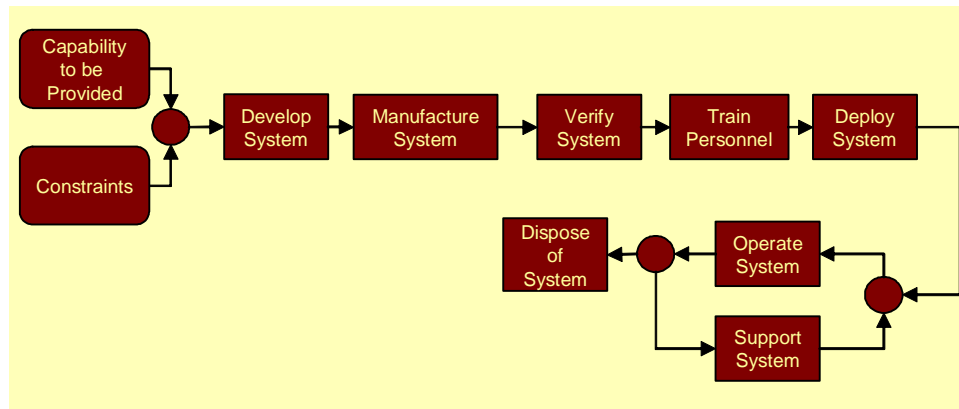 Capability
to be
Provided
Constraints
Develop
System
Manufacture
System
Verify
System
Train
Personnel
Deploy
System
Dispose
of
System
Operate
System
Support
System